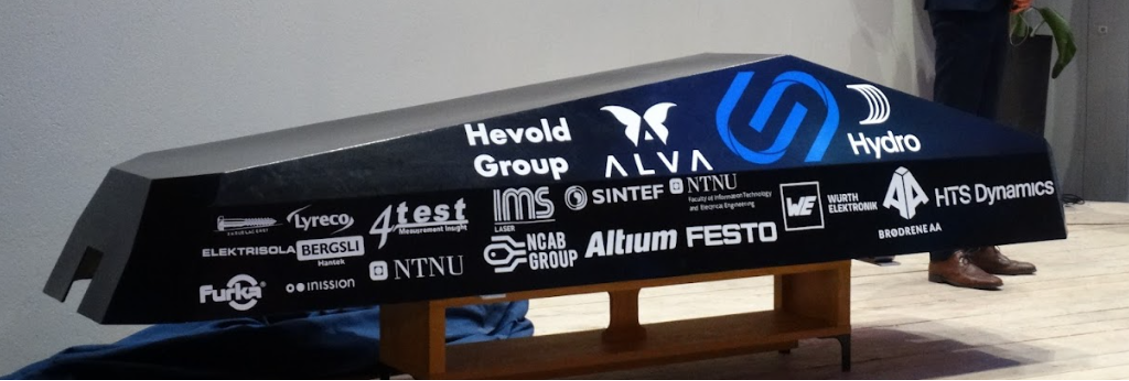 Hevold
Group
ALVA
Hydro
Lyreco
4test
Measurement Insight
IMS
LASER
SINTEF
NTNU
Faculty of Information Technology
and Electrical Engineering
WE
WURTH
ELEKTRONIK
BRØDRENE AA
HTS Dynamics
ELEKTRISOLA
BERGSLI
Hantek
NTNU
NCAB
GROUP
Altium
FESTO
Furka
inission